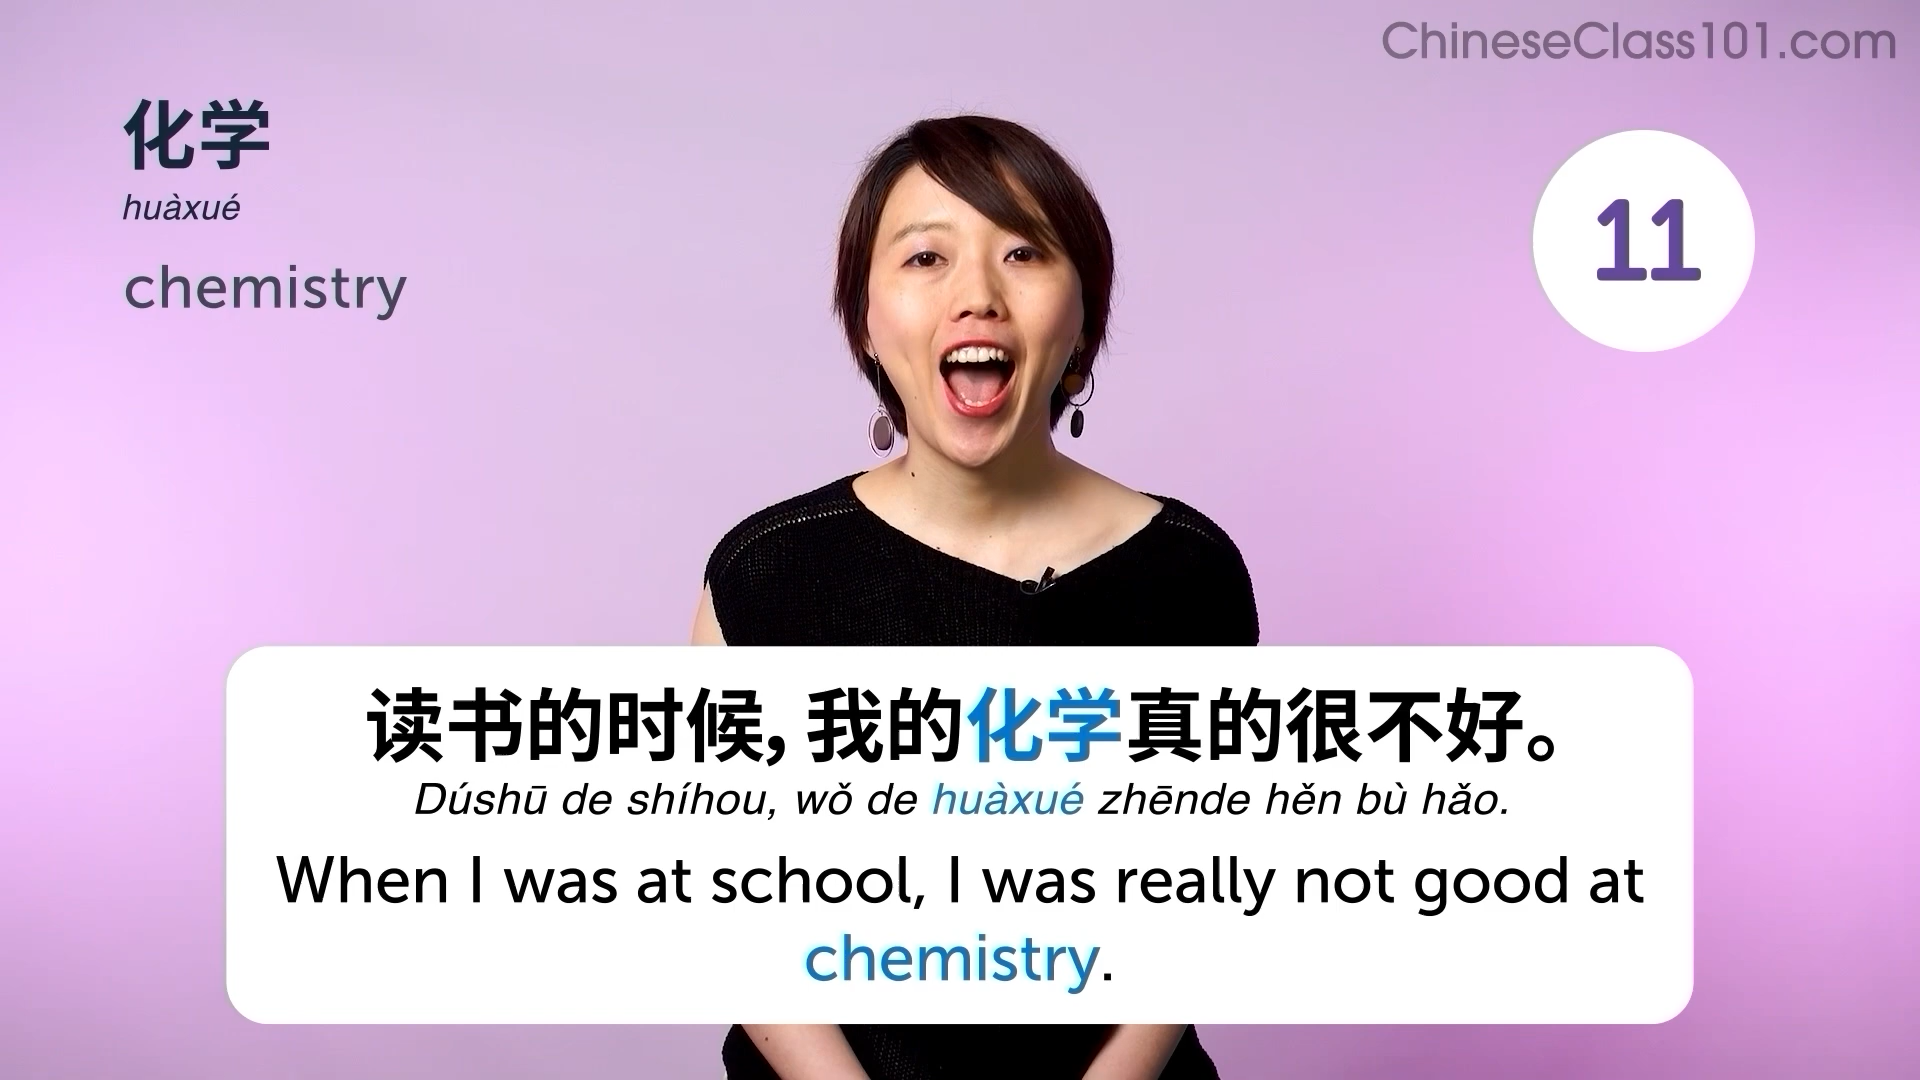 ChineseClass101.com
化学
huàxué
chemistry
11
读书的时候，我的化学真的很不好。
Dúshū de shíhou, wǒ de huàxué zhēnde hěn bù hǎo.
When I was at school, I was really not good at
chemistry.